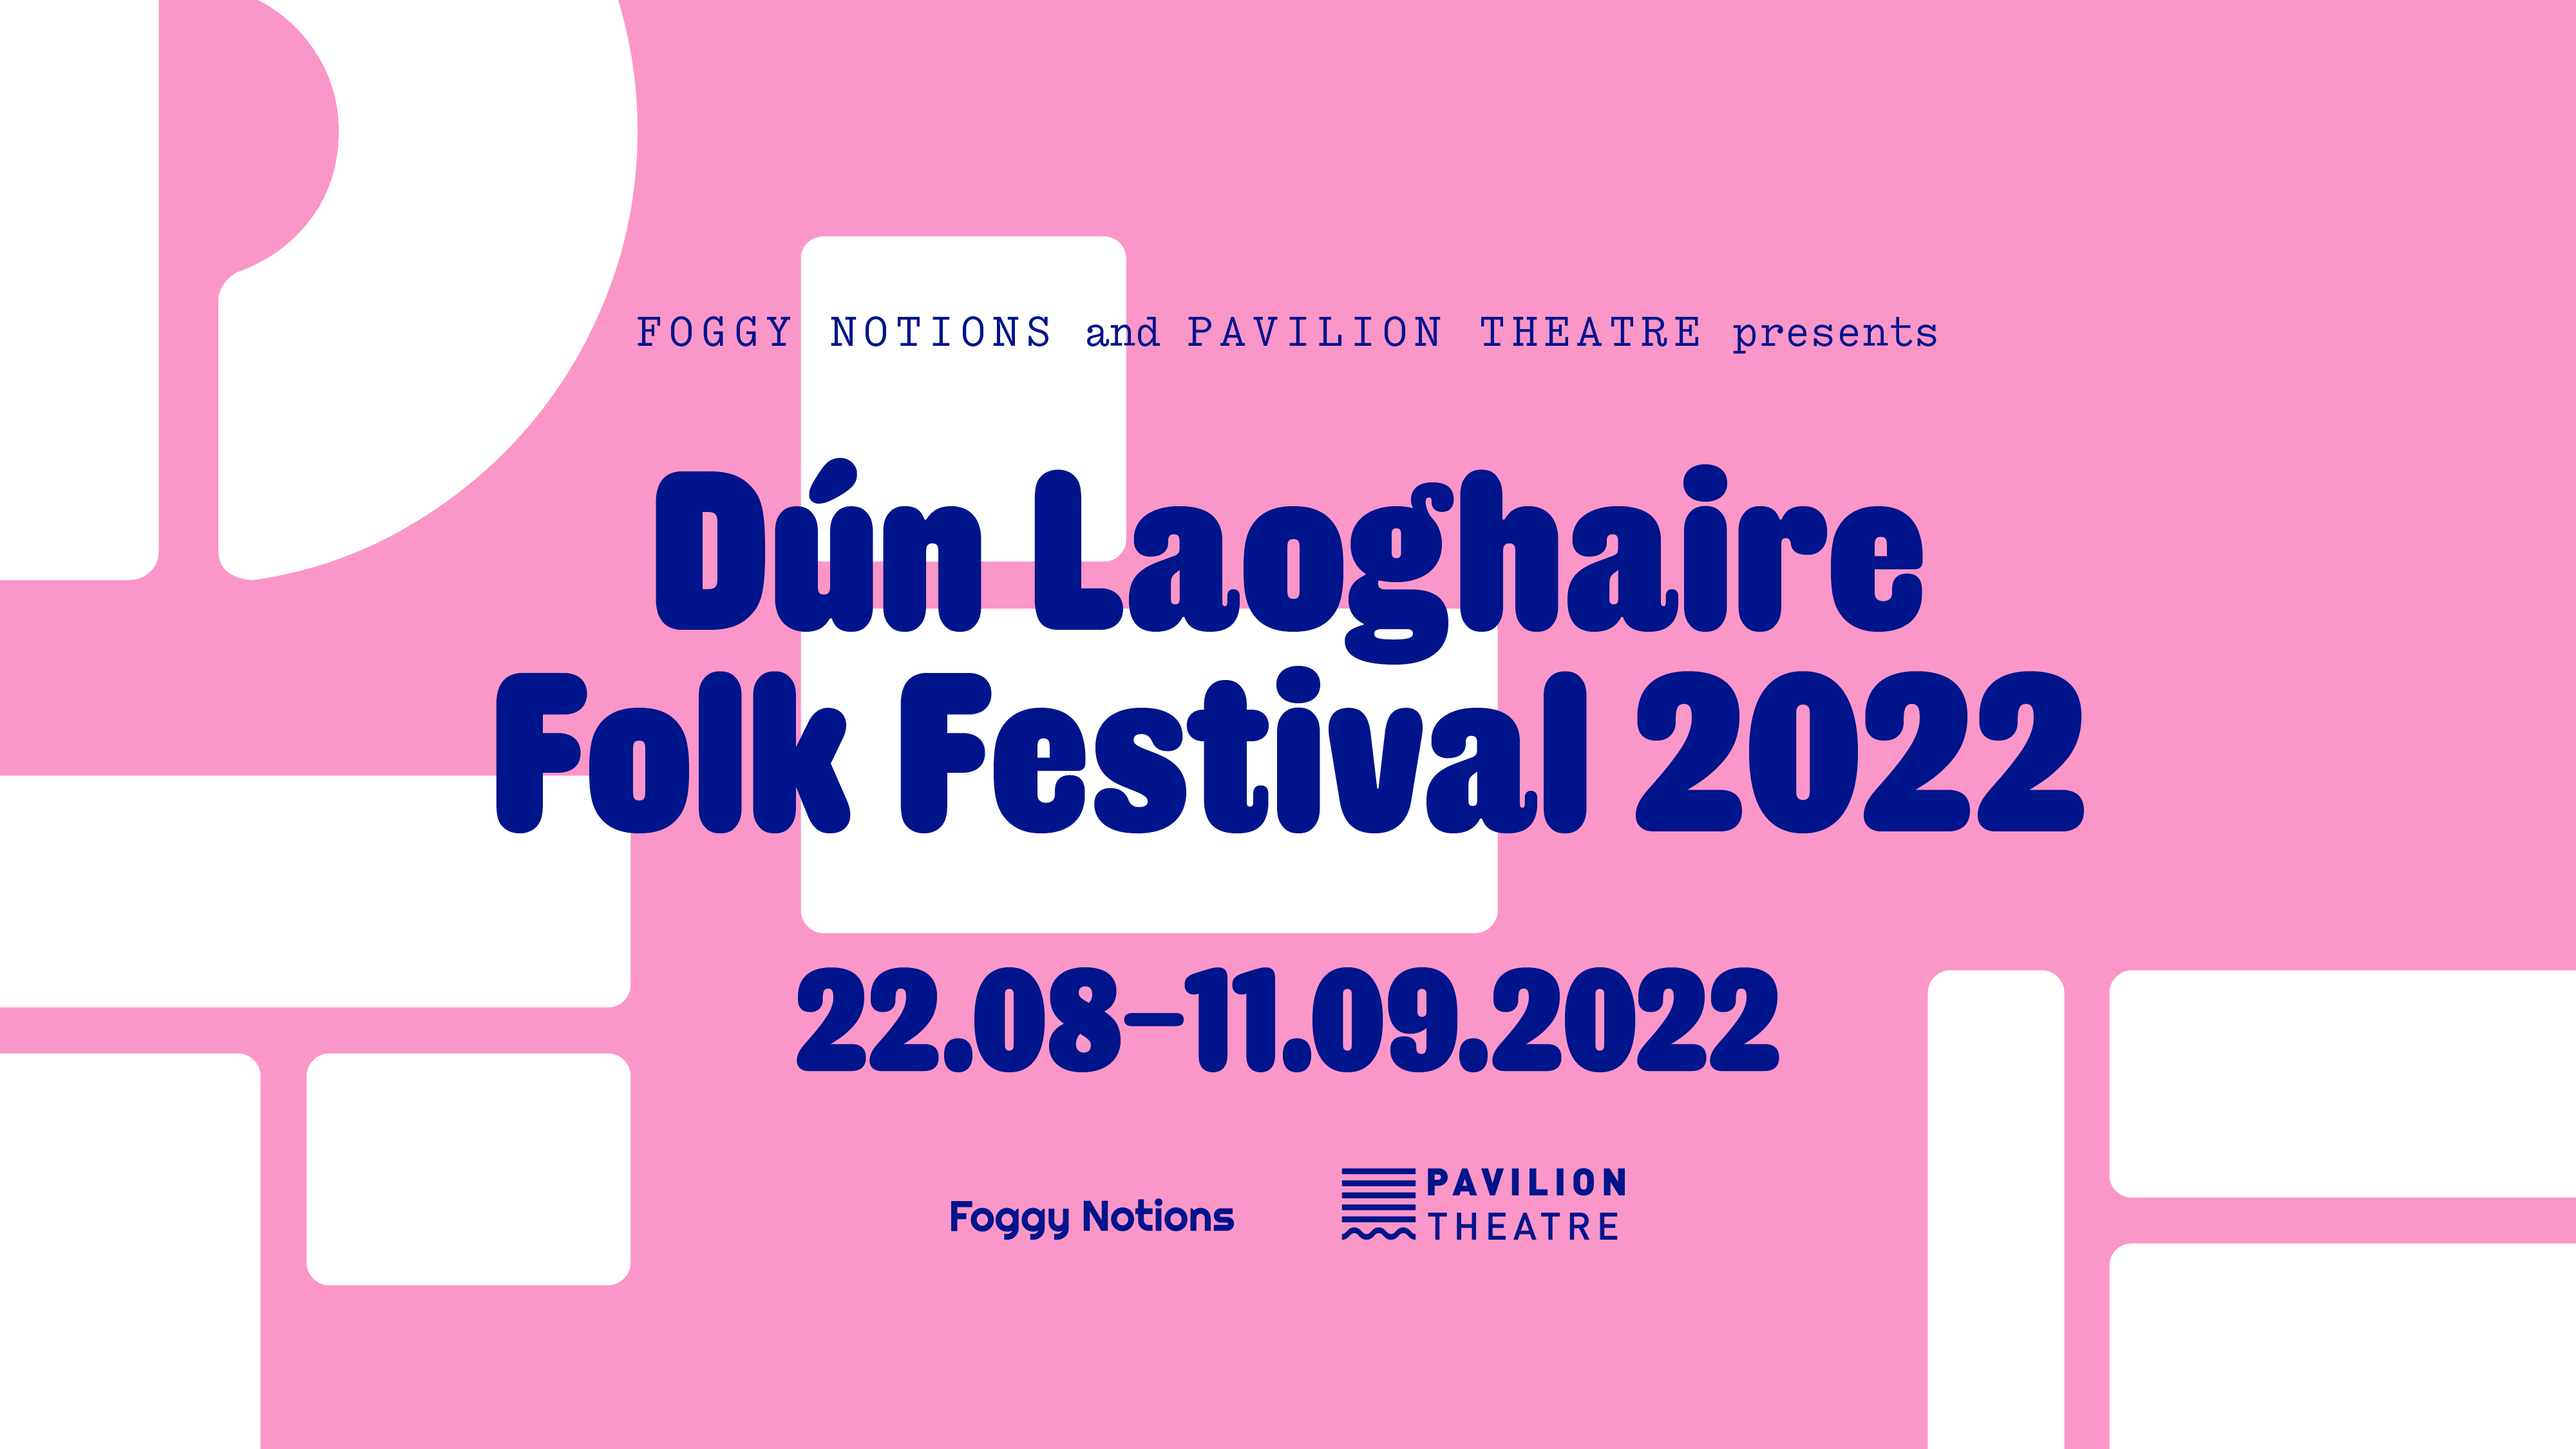 FOGGY NOTIONS and PAVILION THEATRE presents
Dún Laoghaire
Folk Festival 2022
22.08–11.09.2022
Foggy Notions
PAVILION
THEATRE